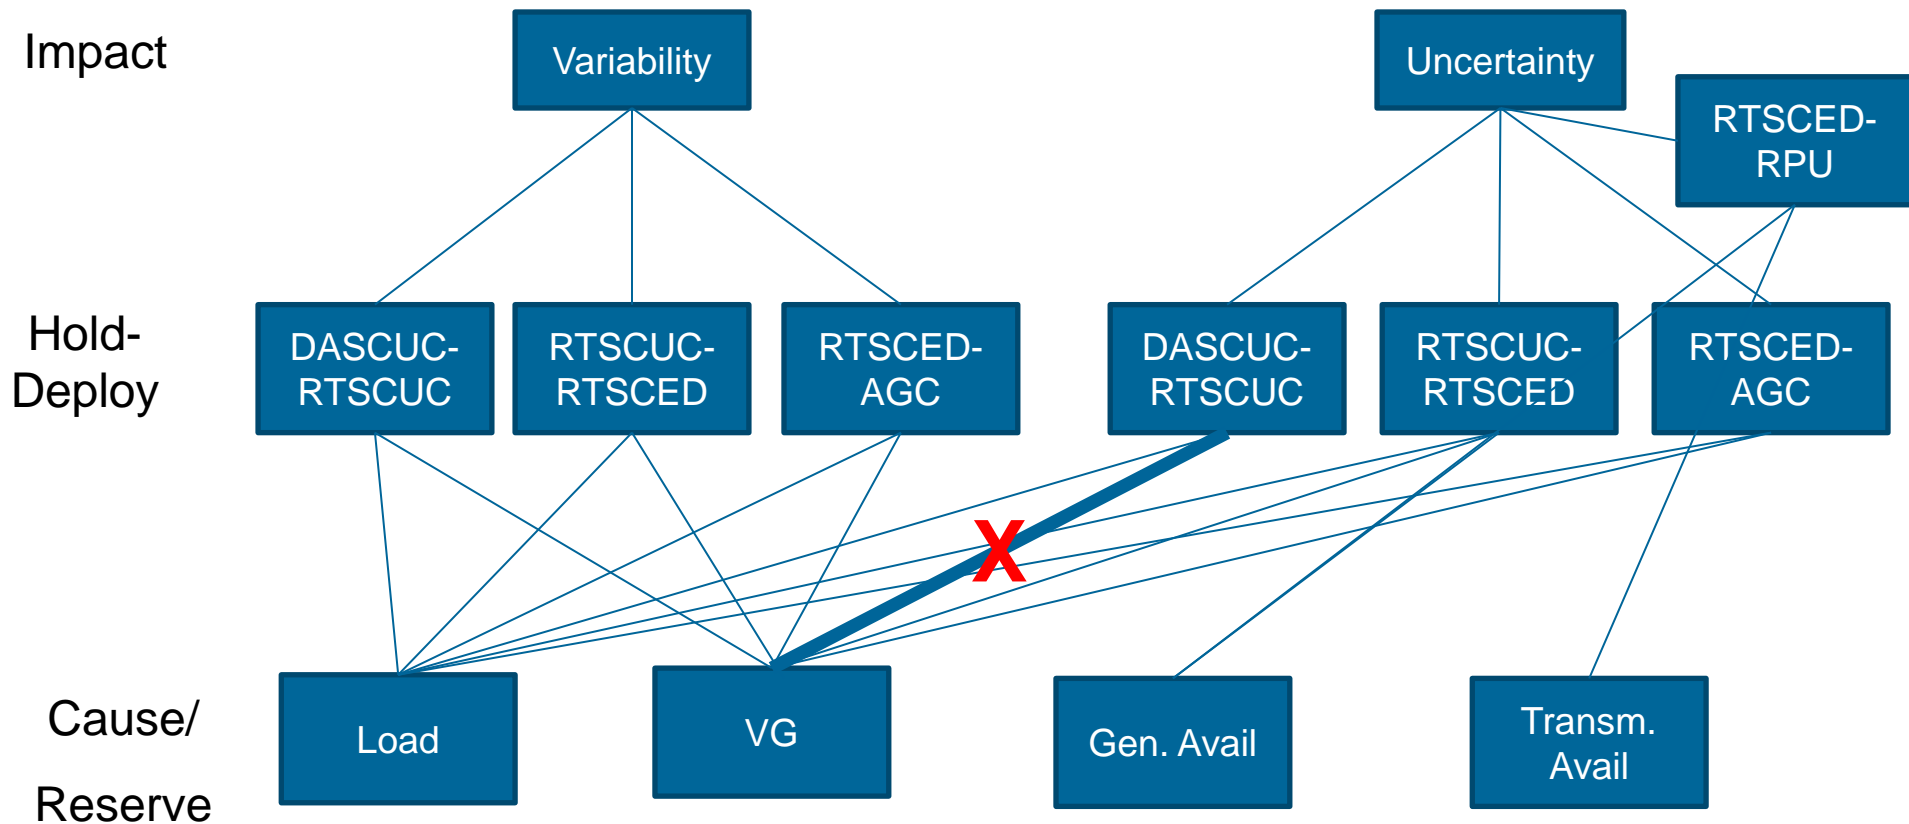 Impact
Variability
Uncertainty
RTSCED-
RPU
Hold-
Deploy
DASCUC-
RTSCUC
RTSCUC-
RTSCED
RTSCED-
AGC
DASCUC-
RTSCUC
RTSCUC-
RTSCED
RTSCED-
AGC
X
Cause/
Reserve
Load
VG
Gen. Avail
Transm.
Avail